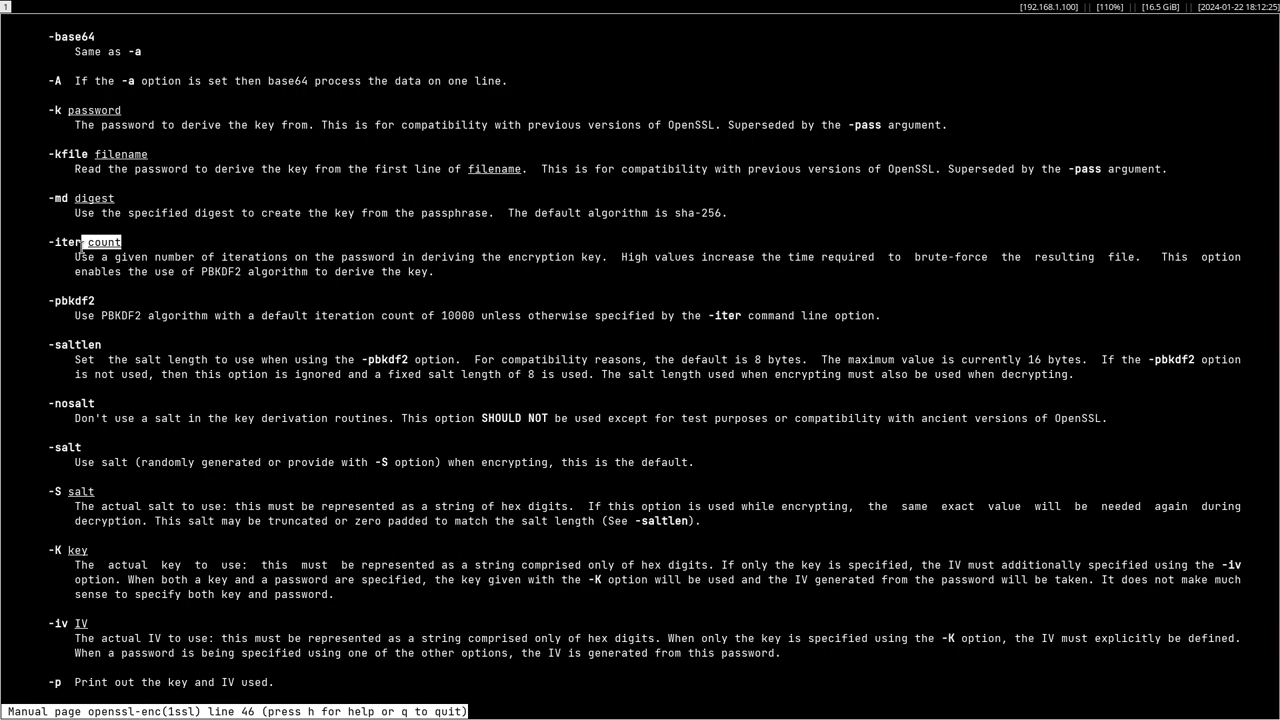 1 [192.168.1.100] || [110%] || [16.5 GiB] || [2024-01-22 18:12:25]
-base64
Same as -a
-A If the -a option is set then base64 process the data on one line.
-k password
The password to derive the key from. This is for compatibility with previous versions of OpenSSL. Superseded by the -pass argument.
-kfile filename
Read the password to derive the key from the first line of filename. This is for compatibility with previous versions of OpenSSL. Superseded by the -pass argument.
-md digest
Use the specified digest to create the key from the passphrase. The default algorithm is sha-256.
-iter count
Use a given number of iterations on the password in deriving the encryption key. High values increase the time required to brute-force the resulting file. This option
enables the use of PBKDF2 algorithm to derive the key.
-pbkdf2
Use PBKDF2 algorithm with a default iteration count of 10000 unless otherwise specified by the -iter command line option.
-saltlen
Set the salt length to use when using the -pbkdf2 option. For compatibility reasons, the default is 8 bytes. The maximum value is currently 16 bytes. If the -pbkdf2 option
is not used, then this option is ignored and a fixed salt length of 8 is used. The salt length used when encrypting must also be used when decrypting.
-nosalt
Don't use a salt in the key derivation routines. This option SHOULD NOT be used except for test purposes or compatibility with ancient versions of OpenSSL.
-salt
Use salt (randomly generated or provide with -S option) when encrypting, this is the default.
-S salt
The actual salt to use: this must be represented as a string of hex digits. If this option is used while encrypting, the same exact value will be needed again during
decryption. This salt may be truncated or zero padded to match the salt length (See -saltlen).
-K key
The actual key to use: this must be represented as a string comprised only of hex digits. If only the key is specified, the IV must additionally specified using the -iv
option. When both a key and a password are specified, the key given with the -K option will be used and the IV generated from the password will be taken. It does not make much
sense to specify both key and password.
-iv IV
The actual IV to use: this must be represented as a string comprised only of hex digits. When only the key is specified using the -K option, the IV must explicitly be defined.
When a password is being specified using one of the other options, the IV is generated from this password.
-p Print out the key and IV used.
Manual page openssl-enc(1ssl) line 46 (press h for help or q to quit)